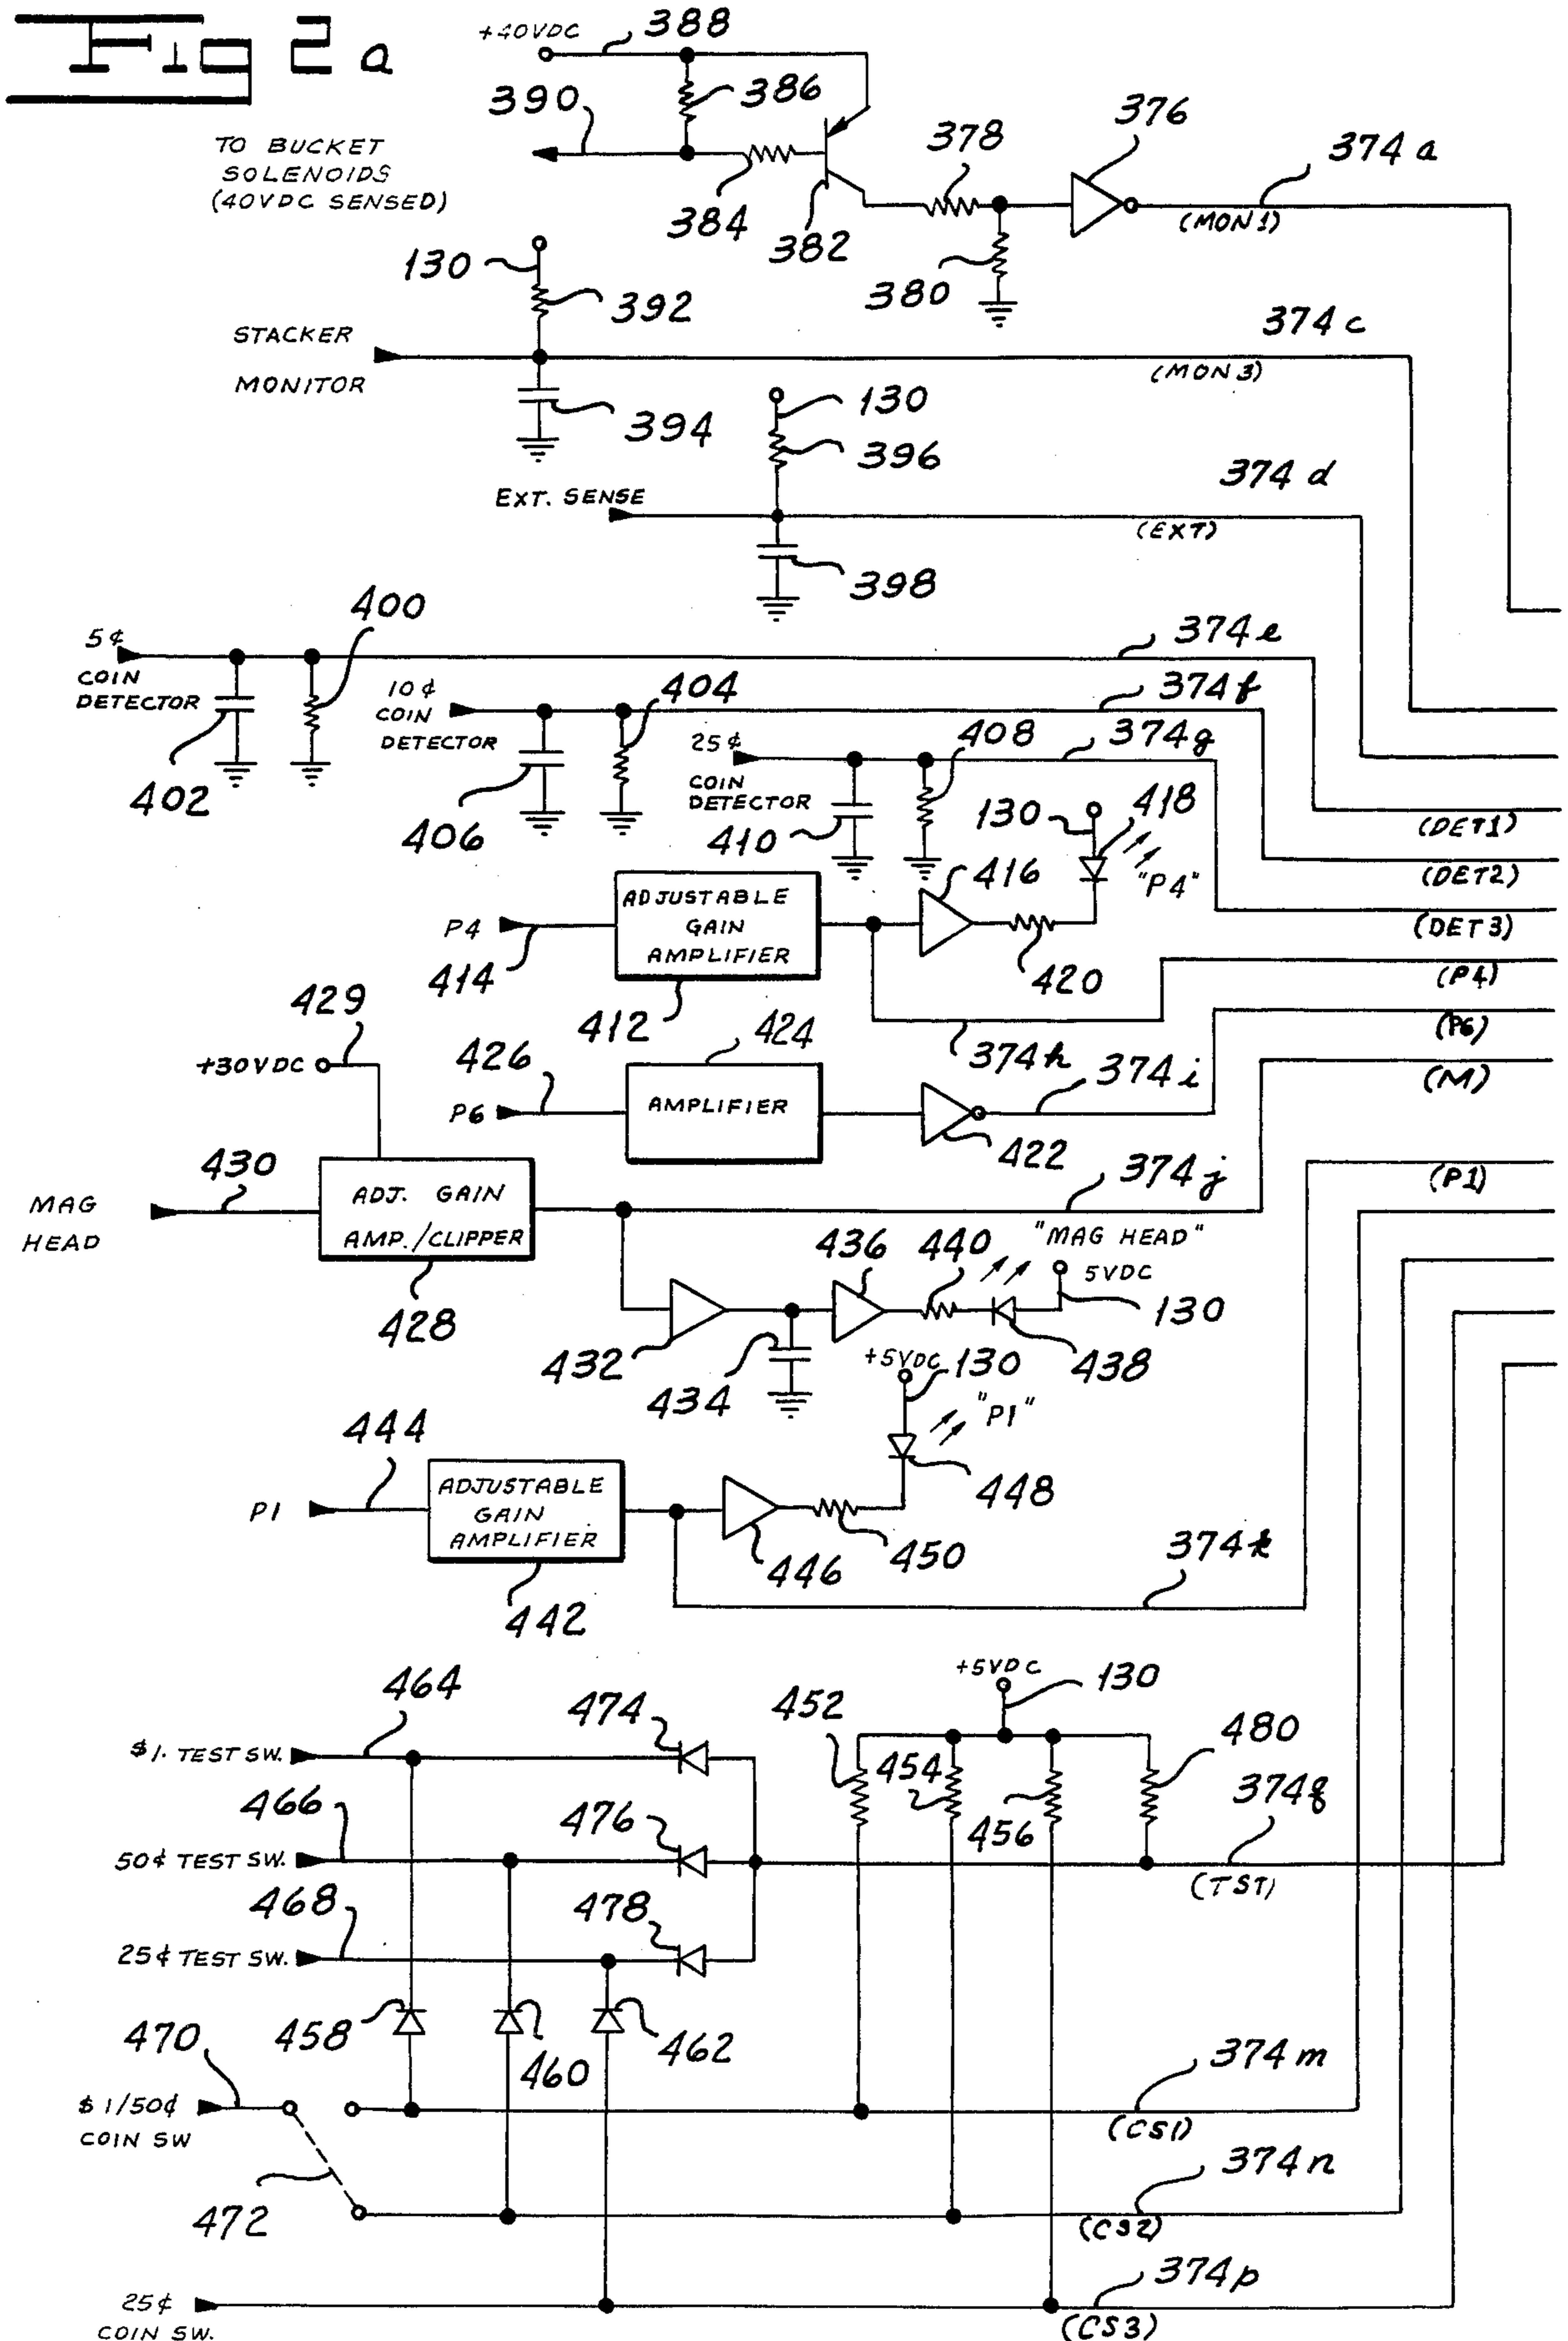 Fig 2a
+40VDC
388
386
390
376
TO BUCKET
SOLENOIDS
(40VDC SENSED)
378
374a
384
382
(MON1)
130
392
380
STACKER
MONITOR
374c
(MON3)
394
130
396
374d
EXT. SENSE
(EXT)
398
400
5¢
COIN
DETECTOR
374e
10¢
COIN
DETECTOR
404
374f
402
25¢
COIN
DETECTOR
408
374g
406
410
130
418
(DET1)
416
"P4"
(DET2)
ADJUSTABLE
GAIN
AMPLIFIER
P4
(DET3)
414
420
(P4)
429
412
424
374h
(P6)
+30VDC
426
374i
(M)
P6
AMPLIFIER
422
430
374j
(P1)
MAG
HEAD
ADJ. GAIN
AMP./CLIPPER
"MAG HEAD"
436
440
5VDC
428
130
432
434
+5VDC
130
438
444
"P1"
ADJUSTABLE
GAIN
AMPLIFIER
448
P1
446
450
374k
442
464
474
452
+5VDC
130
480
$1. TEST SW.
454
374q
466
476
456
50¢ TEST SW.
(TST)
468
478
25¢ TEST SW.
470
458
460
462
374m
$1/50¢
COIN SW
(CS1)
374n
472
(CS2)
374p
25¢
COIN SW.
(CS3)